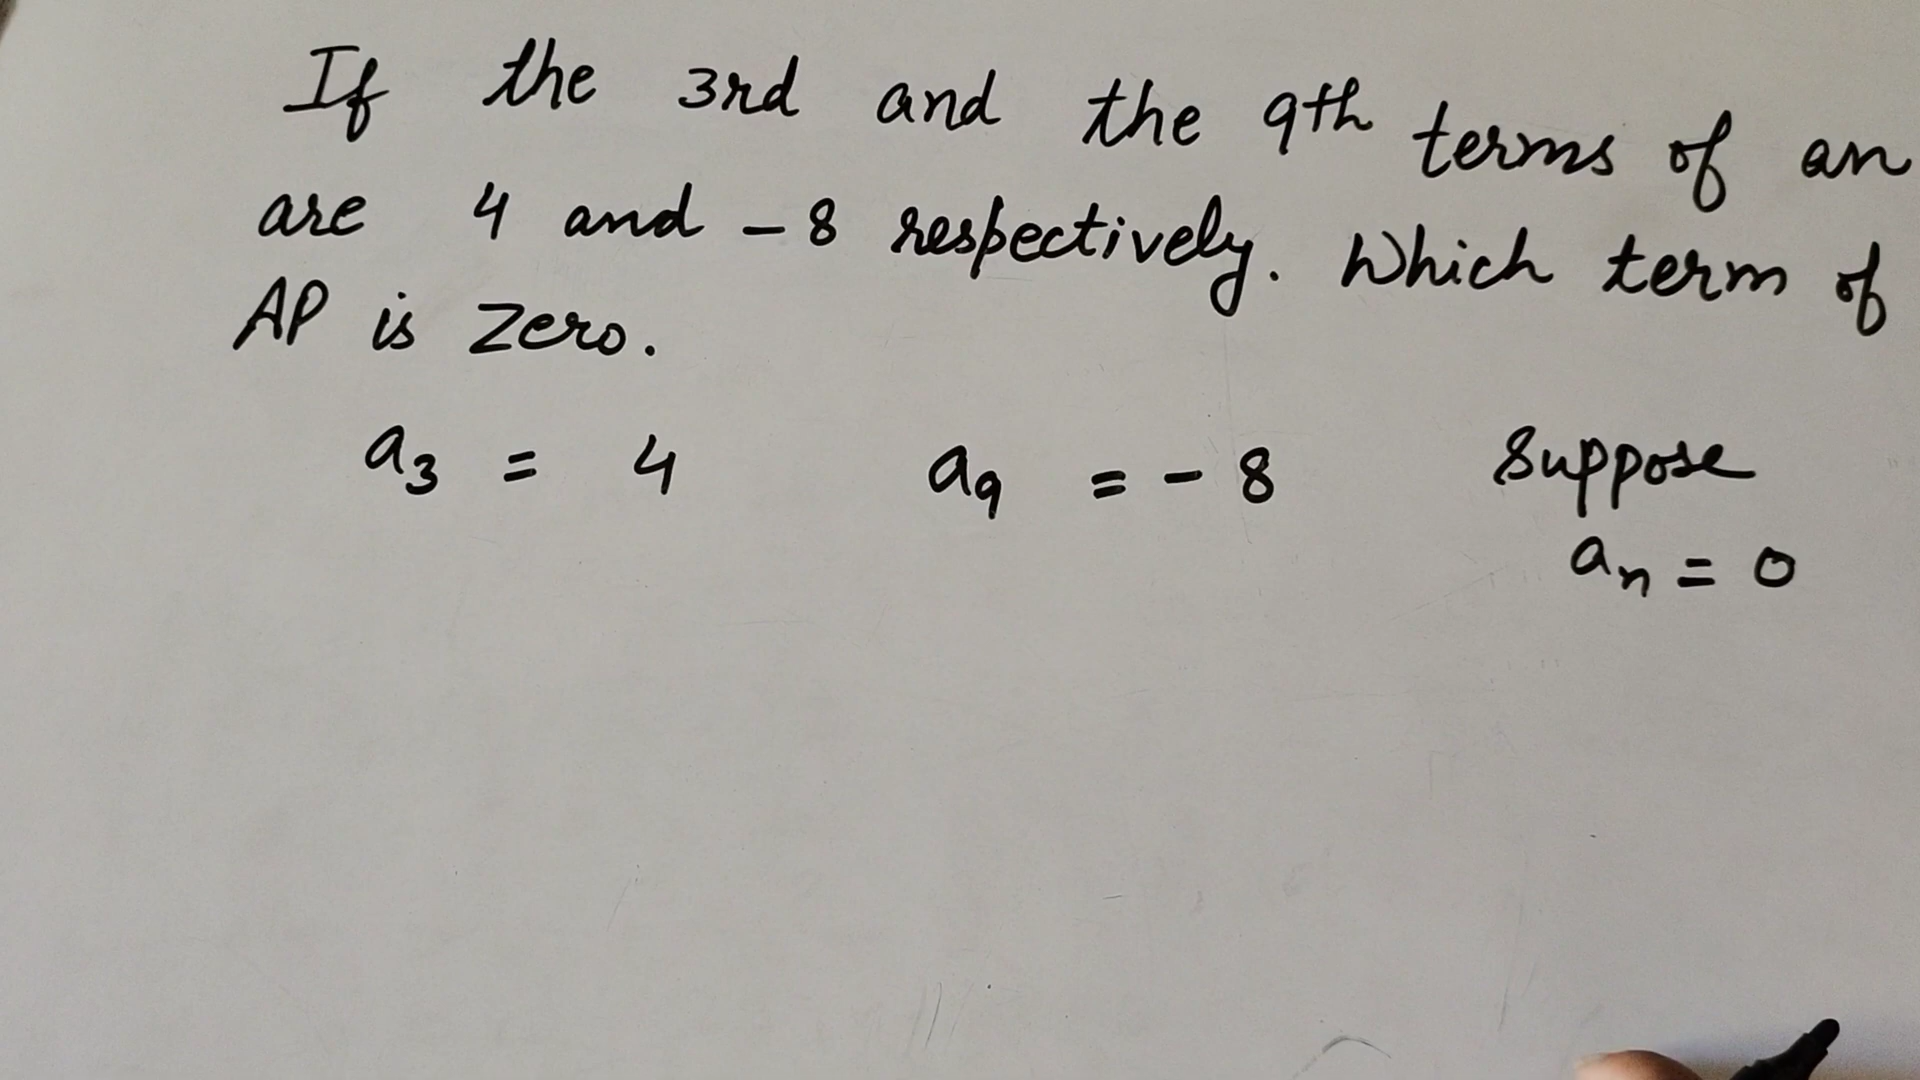 If the 3rd and the 9th terms of an
are 4 and - 8 respectively. Which term of
AP is zero.
a₃ = 4 a₉ = - 8 Suppose
aₙ = 0